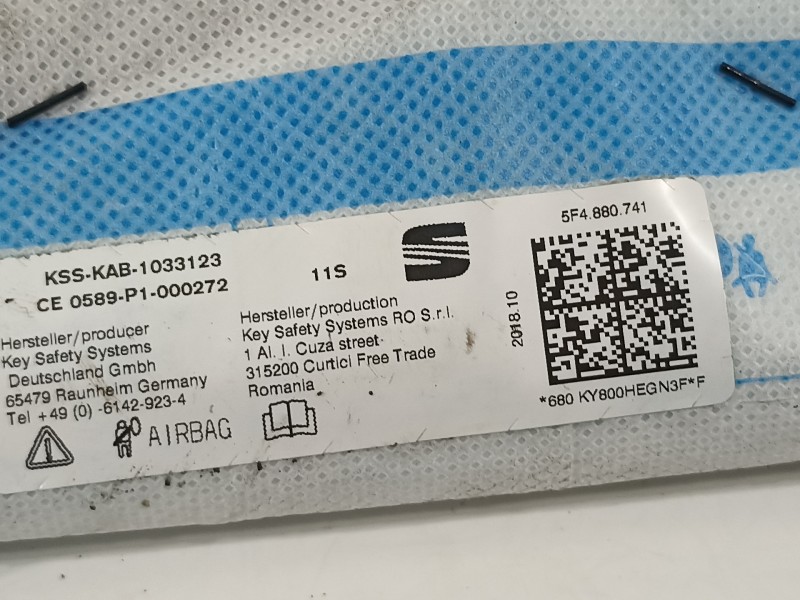 KSS-KAB-1033123
CE 0589-P1-000272
11S
5F4.880.741
Hersteller/producer
Key Safety Systems
Deutschland Gmbh
65479 Raunheim Germany
Tel +49 (0) -6142-923-4
Hersteller/production
Key Safety Systems RO S.r.l.
1 Al. I. Cuza street
315200 Curtici Free Trade
Romania
2018.10
AIRBAG
*680 KY800HEGN3F*F